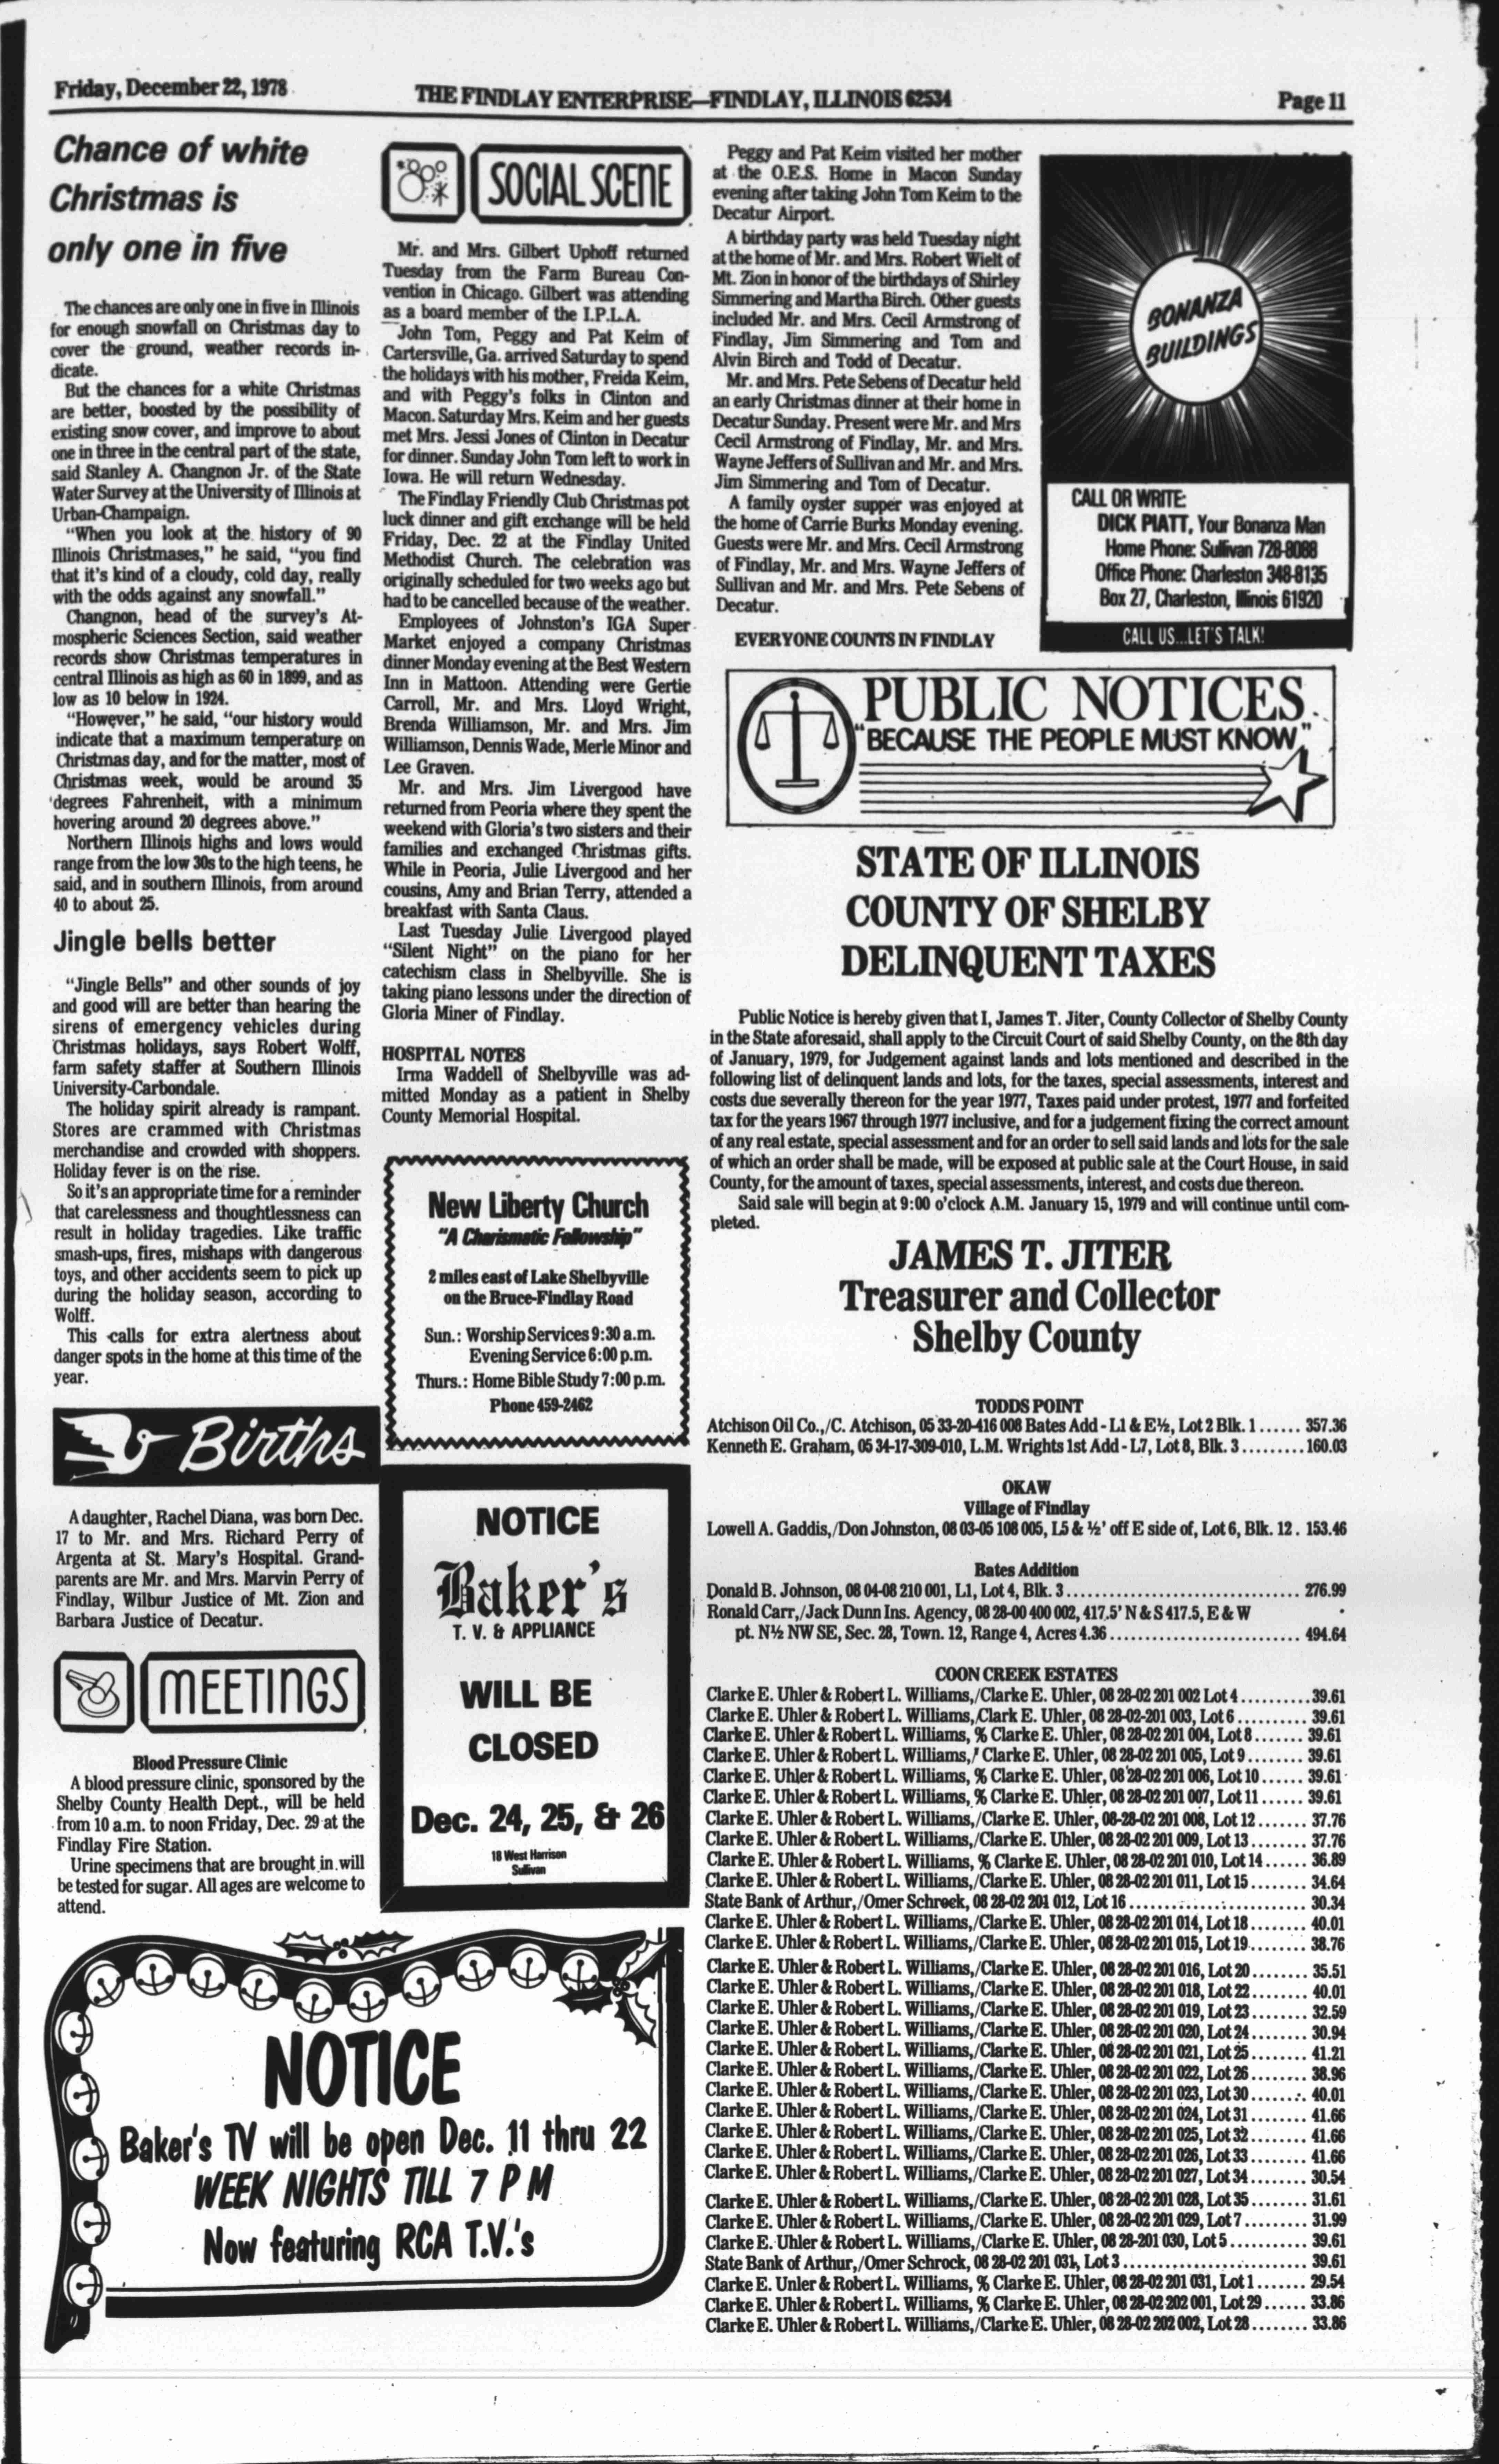 Friday, December 22, 1978
THE FINDLAY ENTERPRISE—FINDLAY, ILLINOIS 62534
Page 11
Chance of white
Christmas is
only one in five
The chances are only one in five in Illinois
for enough snowfall on Christmas day to
cover the ground, weather records in-
dicate.
But the chances for a white Christmas
are better, boosted by the possibility of
existing snow cover, and improve to about
one in three in the central part of the state,
said Stanley A. Changnon Jr. of the State
Water Survey at the University of Illinois at
Urban-Champaign.
"When you look at the history of 90
Illinois Christmases," he said, "you find
that it's kind of a cloudy, cold day, really
with the odds against any snowfall."
Changnon, head of the survey's At-
mospheric Sciences Section, said weather
records show Christmas temperatures in
central Illinois as high as 60 in 1899, and as
low as 10 below in 1924.
"However," he said, "our history would
indicate that a maximum temperature on
Christmas day, and for the matter, most of
Christmas week, would be around 35
degrees Fahrenheit, with a minimum
hovering around 20 degrees above."
Northern Illinois highs and lows would
range from the low 30s to the high teens, he
said, and in southern Illinois, from around
40 to about 25.
Jingle bells better
"Jingle Bells" and other sounds of joy
and good will are better than hearing the
sirens of emergency vehicles during
Christmas holidays, says Robert Wolff,
farm safety staffer at Southern Illinois
University-Carbondale.
The holiday spirit already is rampant.
Stores are crammed with Christmas
merchandise and crowded with shoppers.
Holiday fever is on the rise.
So it's an appropriate time for a reminder
that carelessness and thoughtlessness can
result in holiday tragedies. Like traffic
smash-ups, fires, mishaps with dangerous
toys, and other accidents seem to pick up
during the holiday season, according to
Wolff.
This calls for extra alertness about
danger spots in the home at this time of the
year.
Births
A daughter, Rachel Diana, was born Dec.
17 to Mr. and Mrs. Richard Perry of
Argenta at St. Mary's Hospital. Grand-
parents are Mr. and Mrs. Marvin Perry of
Findlay, Wilbur Justice of Mt. Zion and
Barbara Justice of Decatur.
MEETINGS
Blood Pressure Clinic
A blood pressure clinic, sponsored by the
Shelby County Health Dept., will be held
from 10 a.m. to noon Friday, Dec. 29 at the
Findlay Fire Station.
Urine specimens that are brought in will
be tested for sugar. All ages are welcome to
attend.
SOCIAL SCENE
Mr. and Mrs. Gilbert Uphoff returned
Tuesday from the Farm Bureau Con-
vention in Chicago. Gilbert was attending
as a board member of the I.P.L.A.
John Tom, Peggy and Pat Keim of
Cartersville, Ga. arrived Saturday to spend
the holidays with his mother, Freida Keim,
and with Peggy's folks in Clinton and
Macon. Saturday Mrs. Keim and her guests
met Mrs. Jessi Jones of Clinton in Decatur
for dinner. Sunday John Tom left to work in
Iowa. He will return Wednesday.
The Findlay Friendly Club Christmas pot
luck dinner and gift exchange will be held
Friday, Dec. 22 at the Findlay United
Methodist Church. The celebration was
originally scheduled for two weeks ago but
had to be cancelled because of the weather.
Employees of Johnston's IGA Super
Market enjoyed a company Christmas
dinner Monday evening at the Best Western
Inn in Mattoon. Attending were Gertie
Carroll, Mr. and Mrs. Lloyd Wright,
Brenda Williamson, Mr. and Mrs. Jim
Williamson, Dennis Wade, Merle Minor and
Lee Graven.
Mr. and Mrs. Jim Livergood have
returned from Peoria where they spent the
weekend with Gloria's two sisters and their
families and exchanged Christmas gifts.
While in Peoria, Julie Livergood and her
cousins, Amy and Brian Terry, attended a
breakfast with Santa Claus.
Last Tuesday Julie Livergood played
"Silent Night" on the piano for her
catechism class in Shelbyville. She is
taking piano lessons under the direction of
Gloria Miner of Findlay.
HOSPITAL NOTES
Irma Waddell of Shelbyville was ad-
mitted Monday as a patient in Shelby
County Memorial Hospital.
New Liberty Church
"A Charismatic Fellowship"
2 miles east of Lake Shelbyville
on the Bruce-Findlay Road
Sun.: Worship Services 9:30 a.m.
Evening Service 6:00 p.m.
Thurs.: Home Bible Study 7:00 p.m.
Phone 459-2462
NOTICE
Baker's
T. V. & APPLIANCE
WILL BE
CLOSED
Dec. 24, 25, & 26
18 West Harrison
Sullivan
NOTICE
Baker's TV will be open Dec. 11 thru 22
WEEK NIGHTS TILL 7 PM
Now featuring RCA T.V.'s
Peggy and Pat Keim visited her mother
at the O.E.S. Home in Macon Sunday
evening after taking John Tom Keim to the
Decatur Airport.
A birthday party was held Tuesday night
at the home of Mr. and Mrs. Robert Wielt of
Mt. Zion in honor of the birthdays of Shirley
Simmering and Martha Birch. Other guests
included Mr. and Mrs. Cecil Armstrong of
Findlay, Jim Simmering and Tom and
Alvin Birch and Todd of Decatur.
Mr. and Mrs. Pete Sebens of Decatur held
an early Christmas dinner at their home in
Decatur Sunday. Present were Mr. and Mrs
Cecil Armstrong of Findlay, Mr. and Mrs.
Wayne Jeffers of Sullivan and Mr. and Mrs.
Jim Simmering and Tom of Decatur.
A family oyster supper was enjoyed at
the home of Carrie Burks Monday evening.
Guests were Mr. and Mrs. Cecil Armstrong
of Findlay, Mr. and Mrs. Wayne Jeffers of
Sullivan and Mr. and Mrs. Pete Sebens of
Decatur.
EVERYONE COUNTS IN FINDLAY
BONANZA
BUILDINGS
CALL OR WRITE:
DICK PIATT, Your Bonanza Man
Home Phone: Sullivan 728-8088
Office Phone: Charleston 348-8135
Box 27, Charleston, Illinois 61920
CALL US...LET'S TALK!
PUBLIC NOTICES
"BECAUSE THE PEOPLE MUST KNOW"
STATE OF ILLINOIS
COUNTY OF SHELBY
DELINQUENT TAXES
Public Notice is hereby given that I, James T. Jiter, County Collector of Shelby County
in the State aforesaid, shall apply to the Circuit Court of said Shelby County, on the 8th day
of January, 1979, for Judgement against lands and lots mentioned and described in the
following list of delinquent lands and lots, for the taxes, special assessments, interest and
costs due severally thereon for the year 1977, Taxes paid under protest, 1977 and forfeited
tax for the years 1967 through 1977 inclusive, and for a judgement fixing the correct amount
of any real estate, special assessment and for an order to sell said lands and lots for the sale
of which an order shall be made, will be exposed at public sale at the Court House, in said
County, for the amount of taxes, special assessments, interest, and costs due thereon.
Said sale will begin at 9:00 o'clock A.M. January 15, 1979 and will continue until com-
pleted.
JAMES T. JITER
Treasurer and Collector
Shelby County
TODDS POINT
Atchison Oil Co.,/C. Atchison, 05 33-20-416 008 Bates Add - L1 & E½, Lot 2 Blk. 1 ...... 357.36
Kenneth E. Graham, 05 34-17-309-010, L.M. Wrights 1st Add - L7, Lot 8, Blk. 3 ......... 160.03
OKAW
Village of Findlay
Lowell A. Gaddis,/Don Johnston, 08 03-05 108 005, L5 & ½' off E side of, Lot 6, Blk. 12 . 153.46
Bates Addition
Donald B. Johnson, 08 04-08 210 001, L1, Lot 4, Blk. 3 ................................ 276.99
Ronald Carr,/Jack Dunn Ins. Agency, 08 28-00 400 002, 417.5' N & S 417.5, E & W
pt. N½ NW SE, Sec. 28, Town. 12, Range 4, Acres 4.36 .......................... 494.64
COON CREEK ESTATES
Clarke E. Uhler & Robert L. Williams,/Clarke E. Uhler, 08 28-02 201 002 Lot 4 .......... 39.61
Clarke E. Uhler & Robert L. Williams,/Clark E. Uhler, 08 28-02-201 003, Lot 6 .......... 39.61
Clarke E. Uhler & Robert L. Williams, % Clarke E. Uhler, 08 28-02 201 004, Lot 8 ....... 39.61
Clarke E. Uhler & Robert L. Williams,/ Clarke E. Uhler, 08 28-02 201 005, Lot 9 ........ 39.61
Clarke E. Uhler & Robert L. Williams, % Clarke E. Uhler, 08 28-02 201 006, Lot 10 ...... 39.61
Clarke E. Uhler & Robert L. Williams, % Clarke E. Uhler, 08 28-02 201 007, Lot 11 ...... 39.61
Clarke E. Uhler & Robert L. Williams,/Clarke E. Uhler, 08-28-02 201 008, Lot 12 ....... 37.76
Clarke E. Uhler & Robert L. Williams,/Clarke E. Uhler, 08 28-02 201 009, Lot 13 ........ 37.76
Clarke E. Uhler & Robert L. Williams, % Clarke E. Uhler, 08 28-02 201 010, Lot 14 ...... 36.89
Clarke E. Uhler & Robert L. Williams,/Clarke E. Uhler, 08 28-02 201 011, Lot 15 ........ 34.64
State Bank of Arthur,/Omer Schrock, 08 28-02 201 012, Lot 16 ......................... 30.34
Clarke E. Uhler & Robert L. Williams,/Clarke E. Uhler, 08 28-02 201 014, Lot 18 ........ 40.01
Clarke E. Uhler & Robert L. Williams,/Clarke E. Uhler, 08 28-02 201 015, Lot 19 ........ 38.76
Clarke E. Uhler & Robert L. Williams,/Clarke E. Uhler, 08 28-02 201 016, Lot 20 ........ 35.51
Clarke E. Uhler & Robert L. Williams,/Clarke E. Uhler, 08 28-02 201 018, Lot 22 ........ 40.01
Clarke E. Uhler & Robert L. Williams,/Clarke E. Uhler, 08 28-02 201 019, Lot 23 ........ 32.59
Clarke E. Uhler & Robert L. Williams,/Clarke E. Uhler, 08 28-02 201 020, Lot 24 ........ 30.94
Clarke E. Uhler & Robert L. Williams,/Clarke E. Uhler, 08 28-02 201 021, Lot 25 ........ 41.21
Clarke E. Uhler & Robert L. Williams,/Clarke E. Uhler, 08 28-02 201 022, Lot 26 ........ 38.96
Clarke E. Uhler & Robert L. Williams,/Clarke E. Uhler, 08 28-02 201 023, Lot 30 ........ 40.01
Clarke E. Uhler & Robert L. Williams,/Clarke E. Uhler, 08 28-02 201 024, Lot 31 ........ 41.66
Clarke E. Uhler & Robert L. Williams,/Clarke E. Uhler, 08 28-02 201 025, Lot 32 ........ 41.66
Clarke E. Uhler & Robert L. Williams,/Clarke E. Uhler, 08 28-02 201 026, Lot 33 ........ 41.66
Clarke E. Uhler & Robert L. Williams,/Clarke E. Uhler, 08 28-02 201 027, Lot 34 ........ 30.54
Clarke E. Uhler & Robert L. Williams,/Clarke E. Uhler, 08 28-02 201 028, Lot 35 ........ 31.61
Clarke E. Uhler & Robert L. Williams,/Clarke E. Uhler, 08 28-02 201 029, Lot 7 ......... 31.99
Clarke E. Uhler & Robert L. Williams,/Clarke E. Uhler, 08 28-201 030, Lot 5 ........... 39.61
State Bank of Arthur,/Omer Schrock, 08 28-02 201 031, Lot 3 .......................... 39.61
Clarke E. Unler & Robert L. Williams, % Clarke E. Uhler, 08 28-02 201 031, Lot 1 ....... 29.54
Clarke E. Uhler & Robert L. Williams, % Clarke E. Uhler, 08 28-02 202 001, Lot 29 ...... 33.86
Clarke E. Uhler & Robert L. Williams,/Clarke E. Uhler, 08 28-02 202 002, Lot 28 ........ 33.86